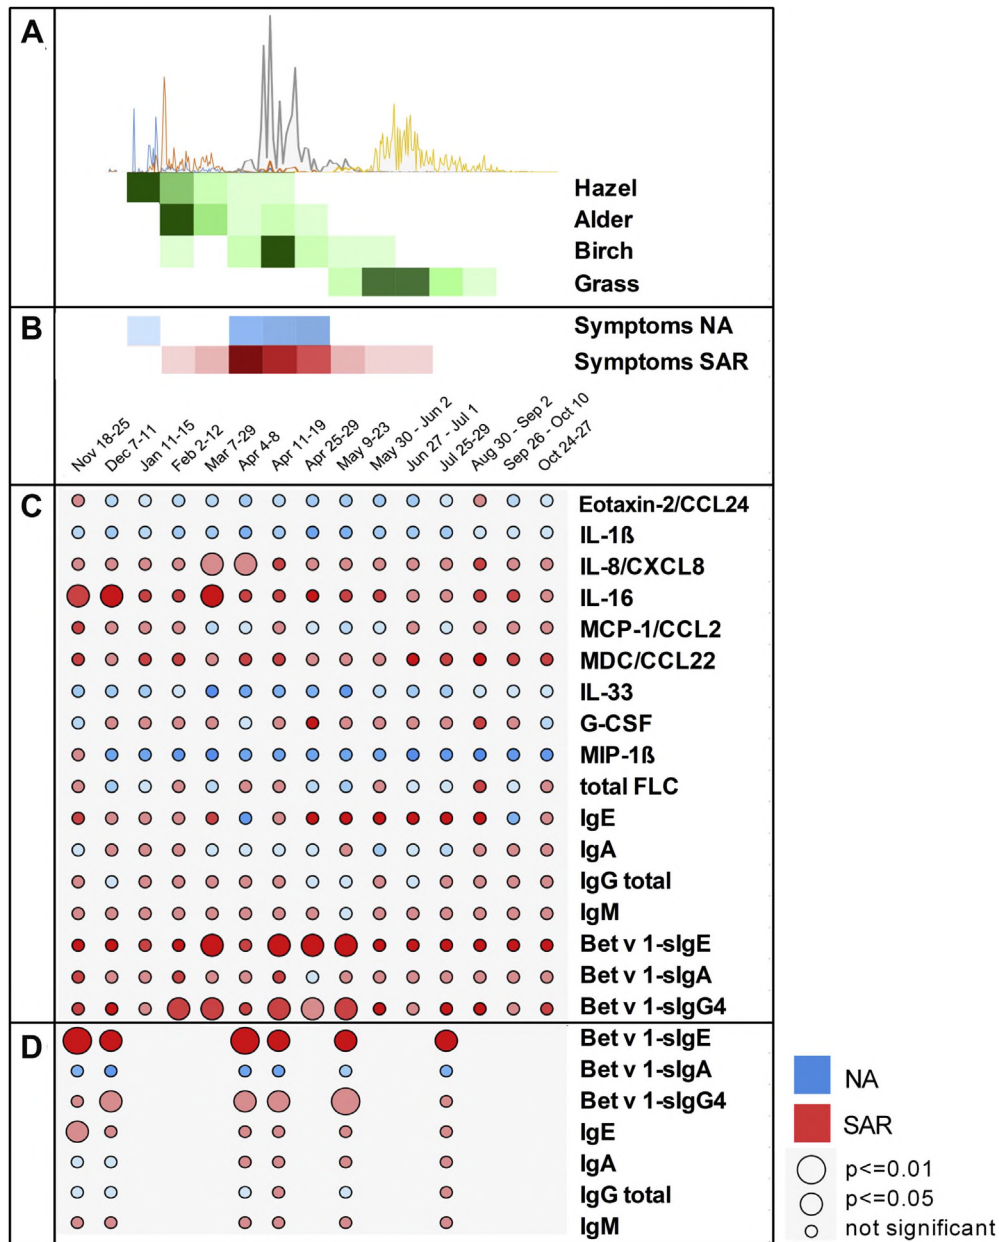 A
Hazel
Alder
Birch
Grass
B
Symptoms NA
Symptoms SAR
Nov 18-25
Dec 7-11
Jan 11-15
Feb 2-12
Mar 7-29
Apr 4-8
Apr 11-19
Apr 25-29
May 9-23
May 30 - Jun 2
Jun 27 - Jul 1
Jul 25-29
Aug 30 - Sep 2
Sep 26 - Oct 10
Oct 24-27
C
Eotaxin-2/CCL24
IL-1ß
IL-8/CXCL8
IL-16
MCP-1/CCL2
MDC/CCL22
IL-33
G-CSF
MIP-1ß
total FLC
IgE
IgA
IgG total
IgM
Bet v 1-sIgE
Bet v 1-sIgA
Bet v 1-sIgG4
D
Bet v 1-sIgE
Bet v 1-sIgA
Bet v 1-sIgG4
IgE
IgA
IgG total
IgM
NA
SAR
p<=0.01
p<=0.05
not significant